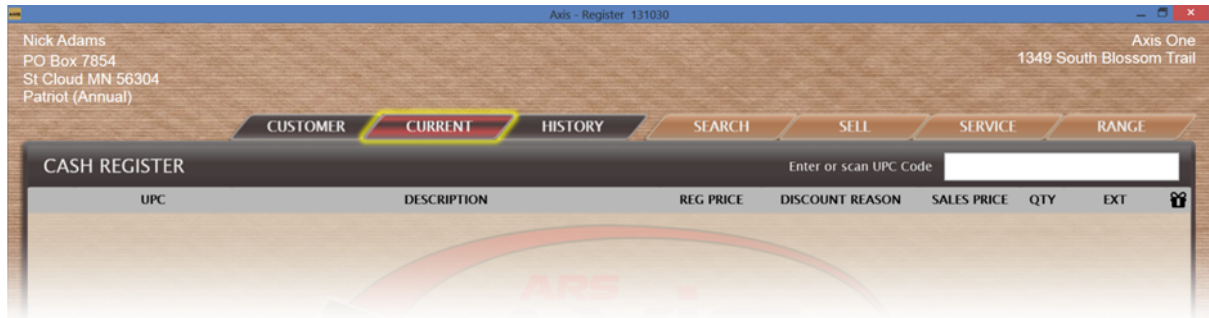 Axis - Register 131030
Nick Adams
PO Box 7854
St Cloud MN 56304
Patriot (Annual)
Axis One
1349 South Blossom Trail
CUSTOMER CURRENT HISTORY SEARCH SELL SERVICE RANGE
CASH REGISTER Enter or scan UPC Code
UPC DESCRIPTION REG PRICE DISCOUNT REASON SALES PRICE QTY EXT
ARS